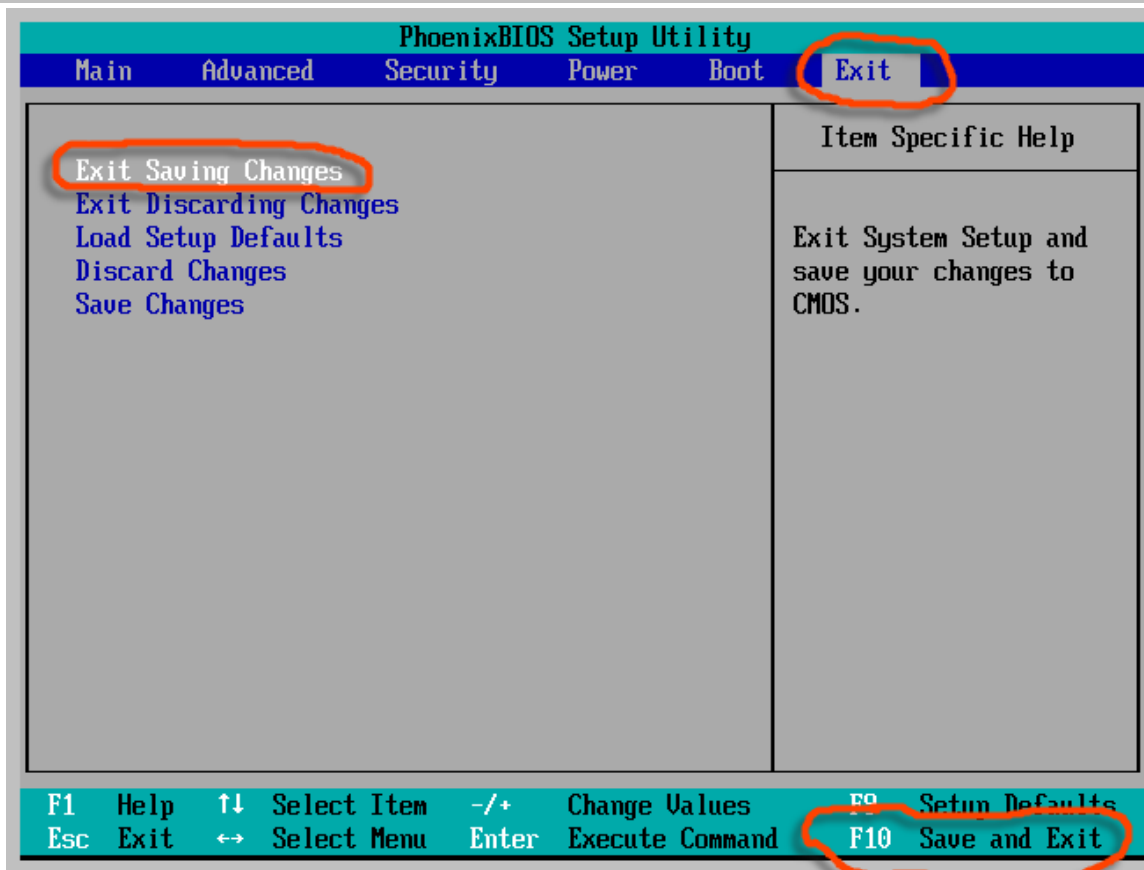 PhoenixBIOS Setup Utility
Main Advanced Security Power Boot Exit
Item Specific Help
Exit Saving Changes
Exit Discarding Changes
Load Setup Defaults
Discard Changes
Save Changes
Exit System Setup and
save your changes to
CMOS.
F1 Help ↑↓ Select Item -/+ Change Values F9 Setup Defaults
Esc Exit ↔ Select Menu Enter Execute Command F10 Save and Exit